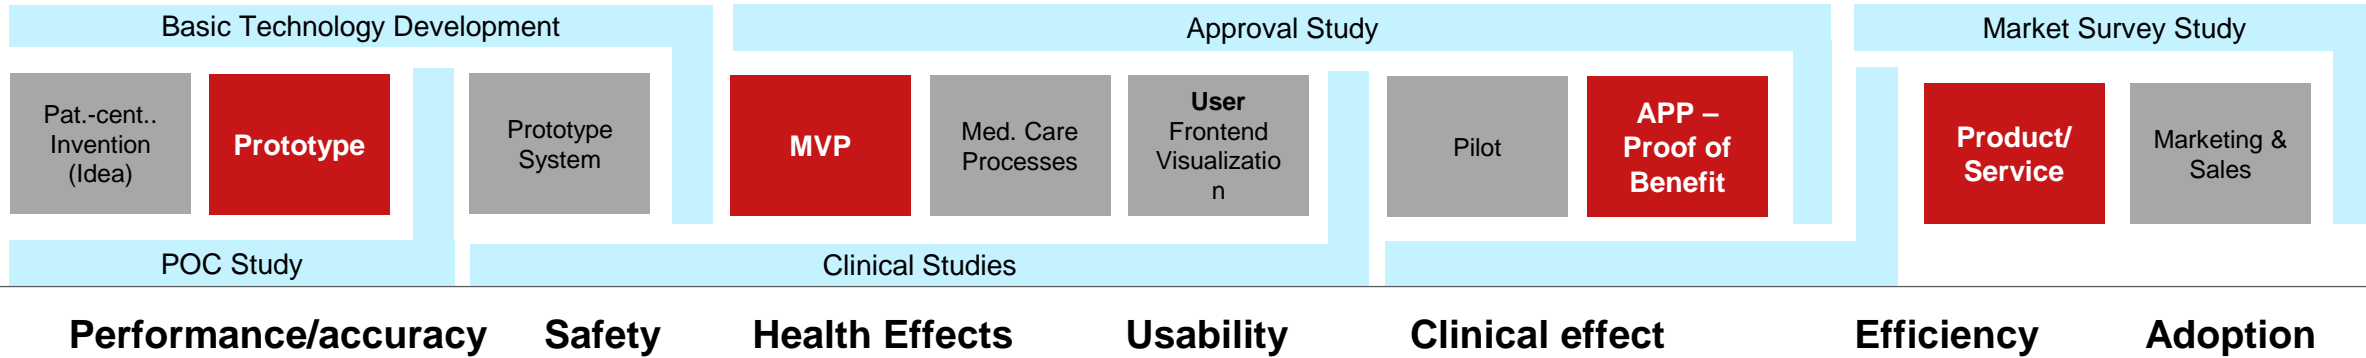 Basic Technology Development
Approval Study
Market Survey Study
Pat.-cent..
Invention
(Idea)
Prototype
Prototype
System
MVP
Med. Care
Processes
User
Frontend
Visualizatio
n
Pilot
APP –
Proof of
Benefit
Product/
Service
Marketing &
Sales
POC Study
Clinical Studies
Performance/accuracy
Safety
Health Effects
Usability
Clinical effect
Efficiency
Adoption